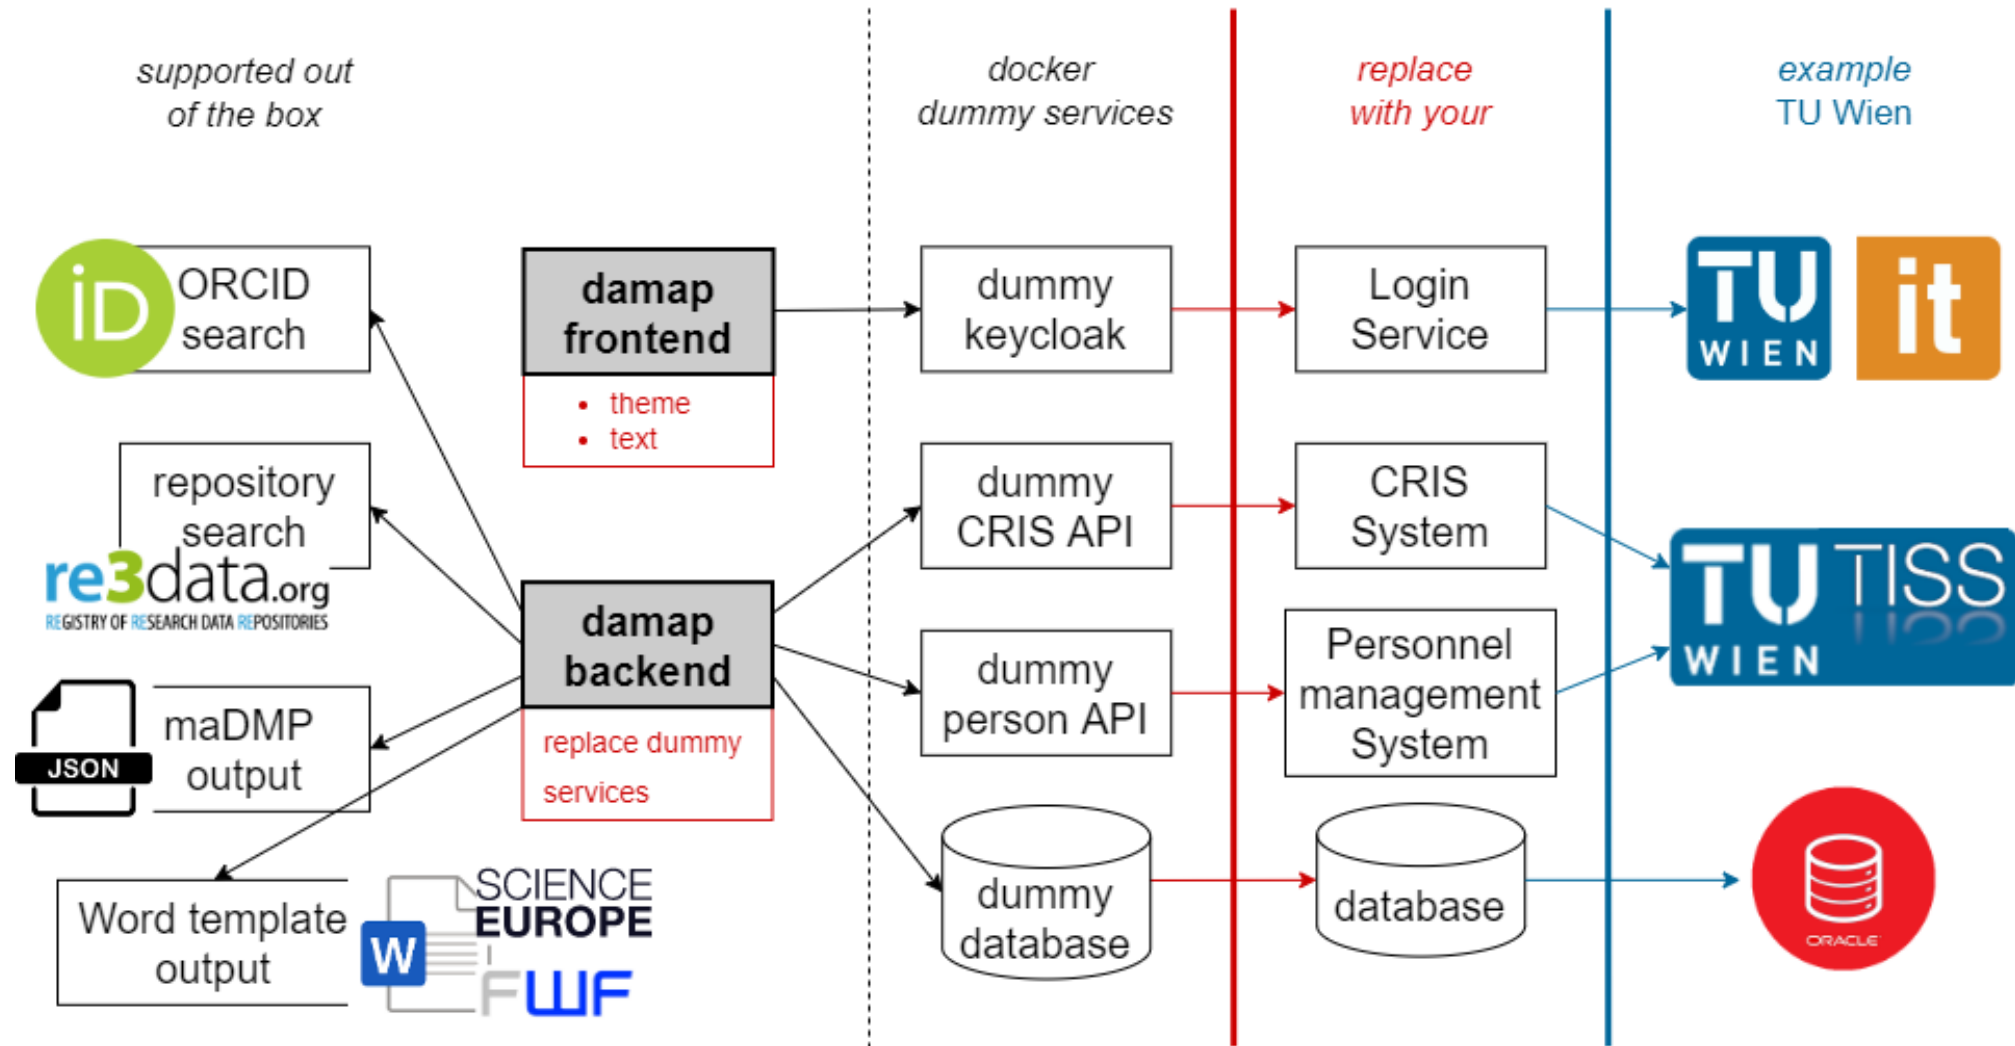 supported out
of the box
docker
dummy services
replace
with your
example
TU Wien
iD
ORCID
search
damap
frontend
• theme
• text
dummy
keycloak
Login
Service
TU
WIEN
it
repository
search
re3data.org
REGISTRY OF RESEARCH DATA REPOSITORIES
dummy
CRIS API
CRIS
System
TU
WIEN
TISS
damap
backend
replace dummy
services
dummy
person API
Personnel
management
System
JSON
maDMP
output
dummy
database
database
ORACLE
Word template
output
W
SCIENCE
EUROPE
FWF